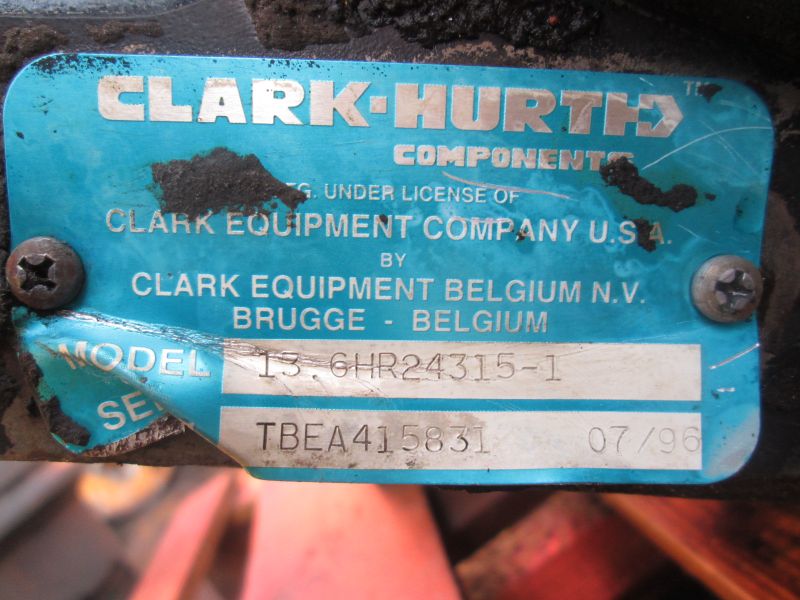 CLARK-HURTH TM
COMPONENTS
UNDER LICENSE OF
CLARK EQUIPMENT COMPANY U.S.A.
BY
CLARK EQUIPMENT BELGIUM N.V.
BRUGGE - BELGIUM
MODEL 13.6HR24315-1
TBEA415831 07/96